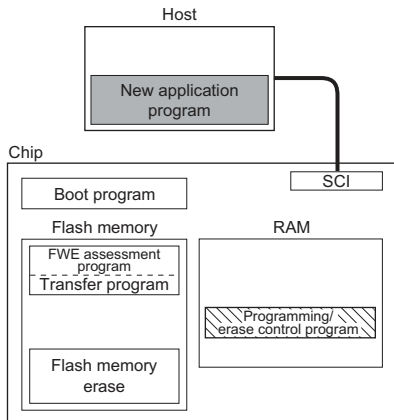 Host
New application
program
Chip
SCI
Boot program
Flash memory
RAM
FWE assessment
program
Transfer program
Programming/
erase control program
Flash memory
erase